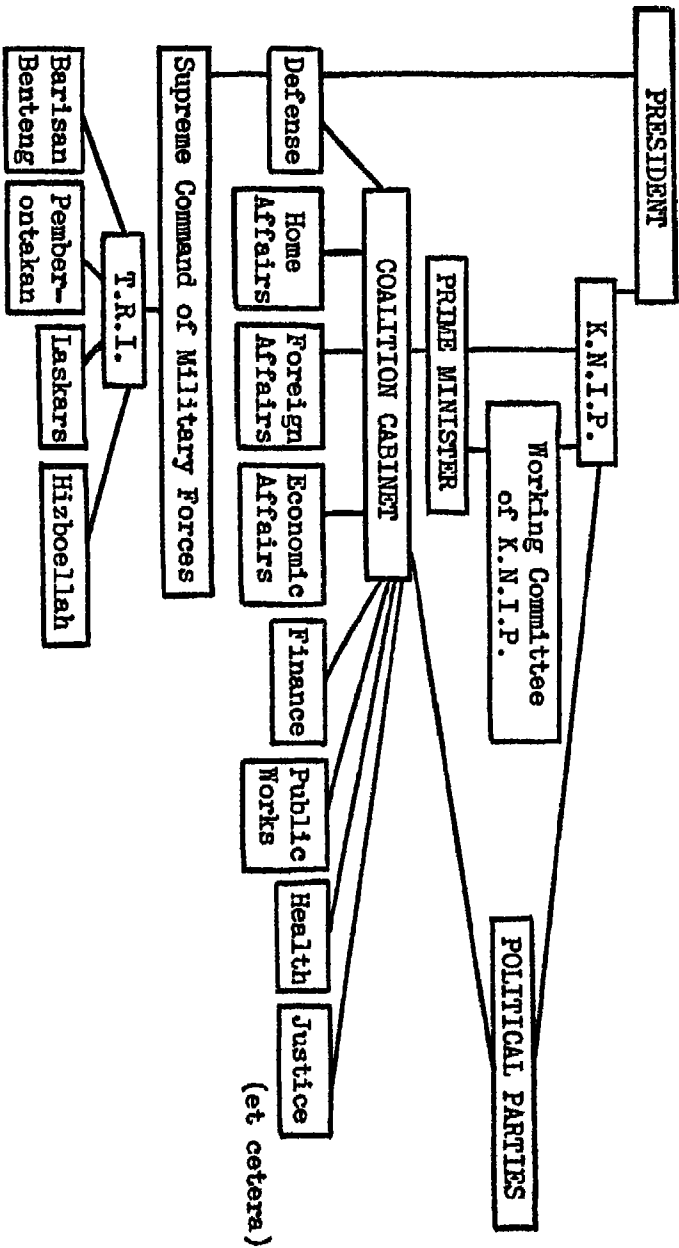 PRESIDENT
K.N.I.P.
Working Committee
of K.N.I.P.
POLITICAL PARTIES
PRIME MINISTER
COALITION CABINET
Defense
Home
Affairs
Foreign
Affairs
Economic
Affairs
Finance
Public
Works
Health
Justice
(et cetera)
Supreme Command of Military Forces
T.R.I.
Barisan
Benteng
Pember-
ontakan
Laskars
Hizboellah